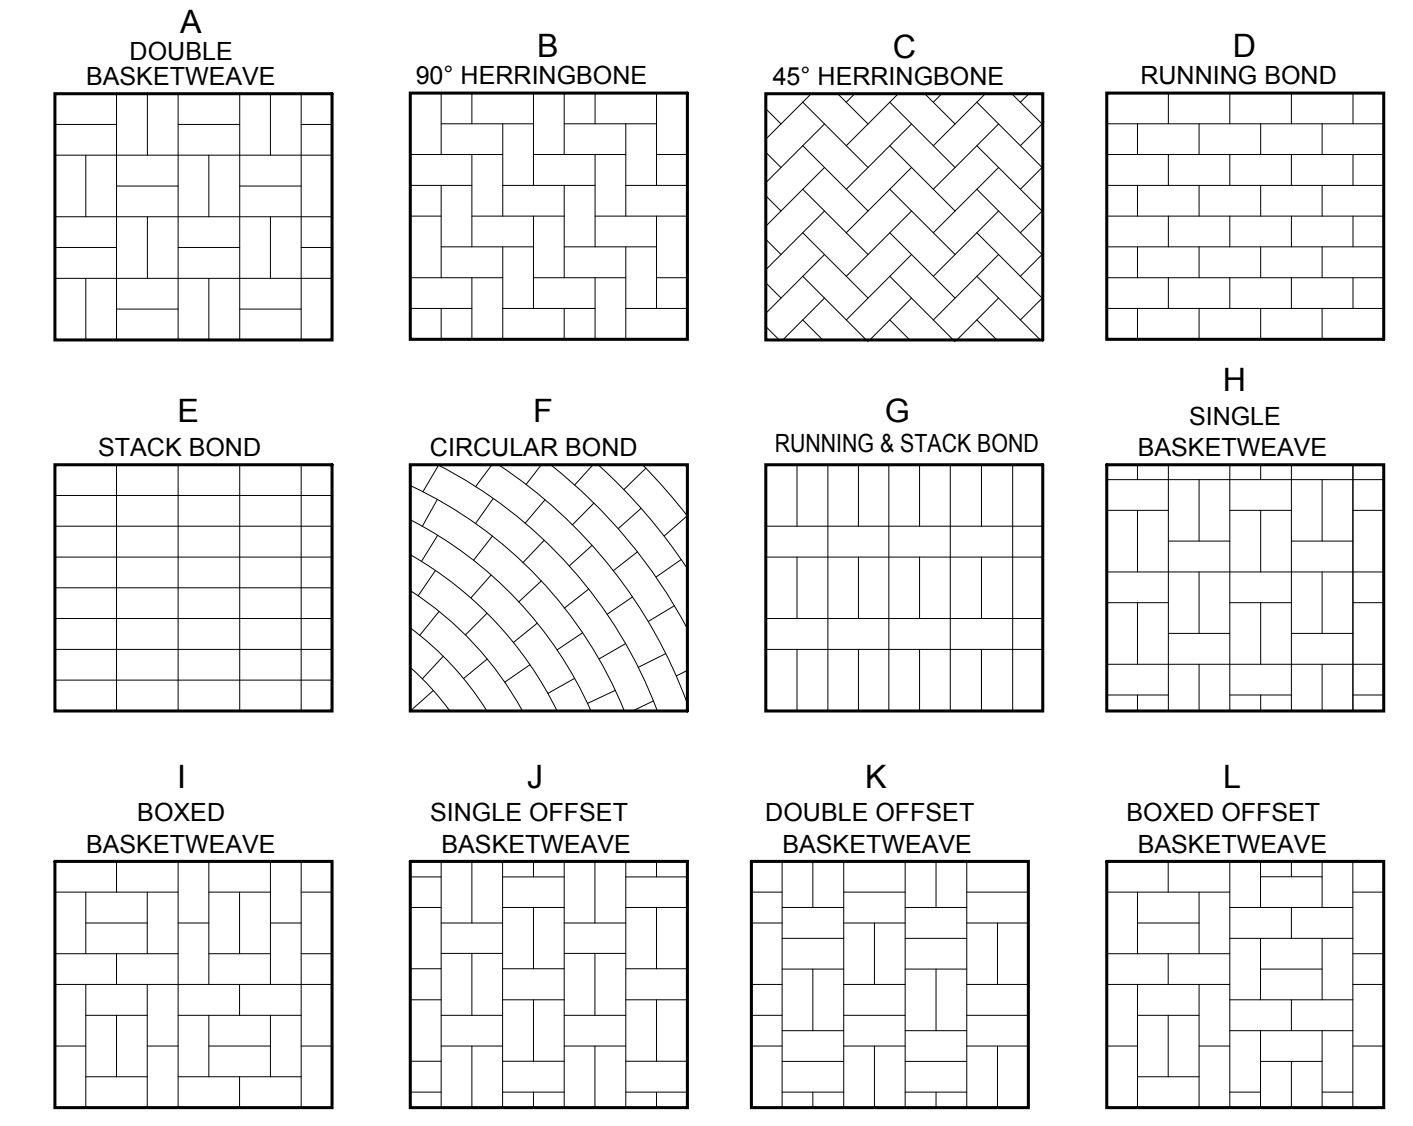 A
DOUBLE
BASKETWEAVE
B
90° HERRINGBONE
C
45° HERRINGBONE
D
RUNNING BOND
E
STACK BOND
F
CIRCULAR BOND
G
RUNNING & STACK BOND
H
SINGLE
BASKETWEAVE
I
BOXED
BASKETWEAVE
J
SINGLE OFFSET
BASKETWEAVE
K
DOUBLE OFFSET
BASKETWEAVE
L
BOXED OFFSET
BASKETWEAVE